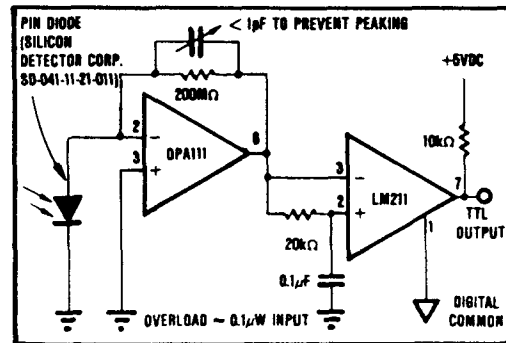 PIN DIODE
(SILICON
DETECTOR CORP.
SD-041-11-21-011)
< 1pF TO PREVENT PEAKING
200MΩ
2
3
OPA111
6
+5VDC
10kΩ
3
2
LM211
7
1
TTL
OUTPUT
20kΩ
0.1µF
DIGITAL
COMMON
OVERLOAD ~ 0.1µW INPUT